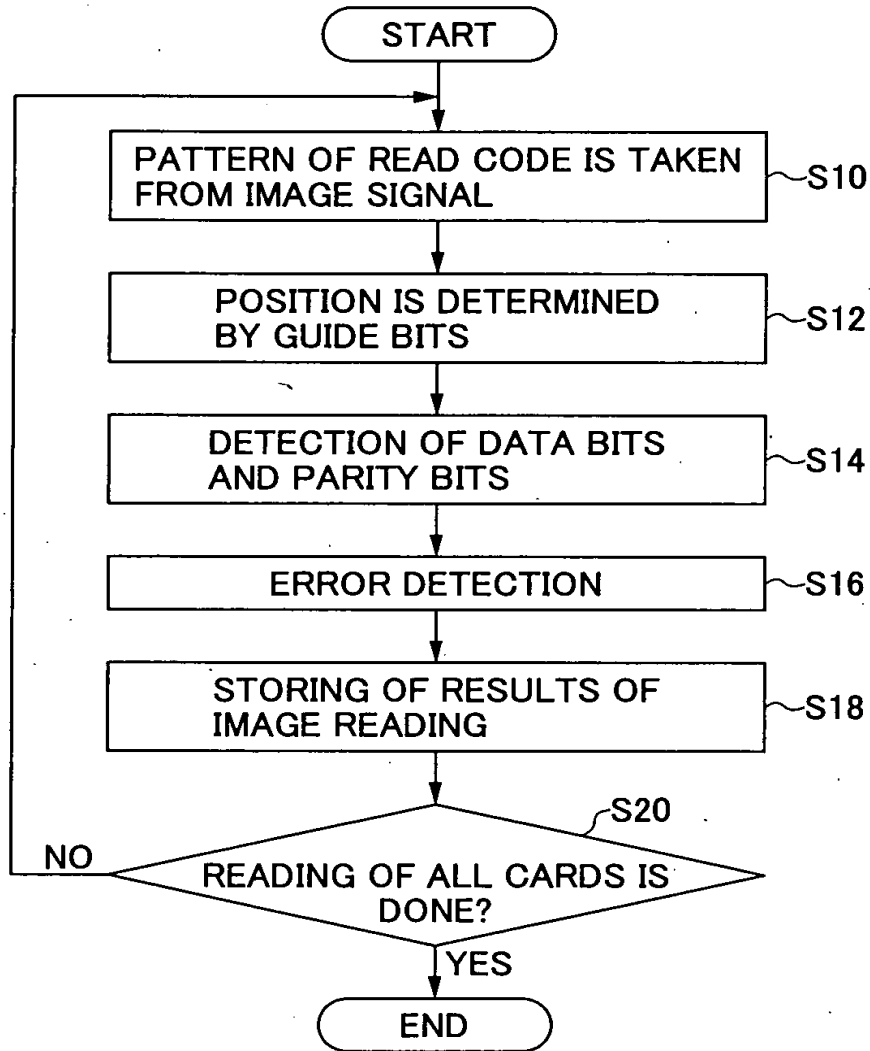 START
PATTERN OF READ CODE IS TAKEN
FROM IMAGE SIGNAL
S10
POSITION IS DETERMINED
BY GUIDE BITS
S12
DETECTION OF DATA BITS
AND PARITY BITS
S14
ERROR DETECTION
S16
STORING OF RESULTS OF
IMAGE READING
S18
S20
NO
READING OF ALL CARDS IS
DONE?
YES
END